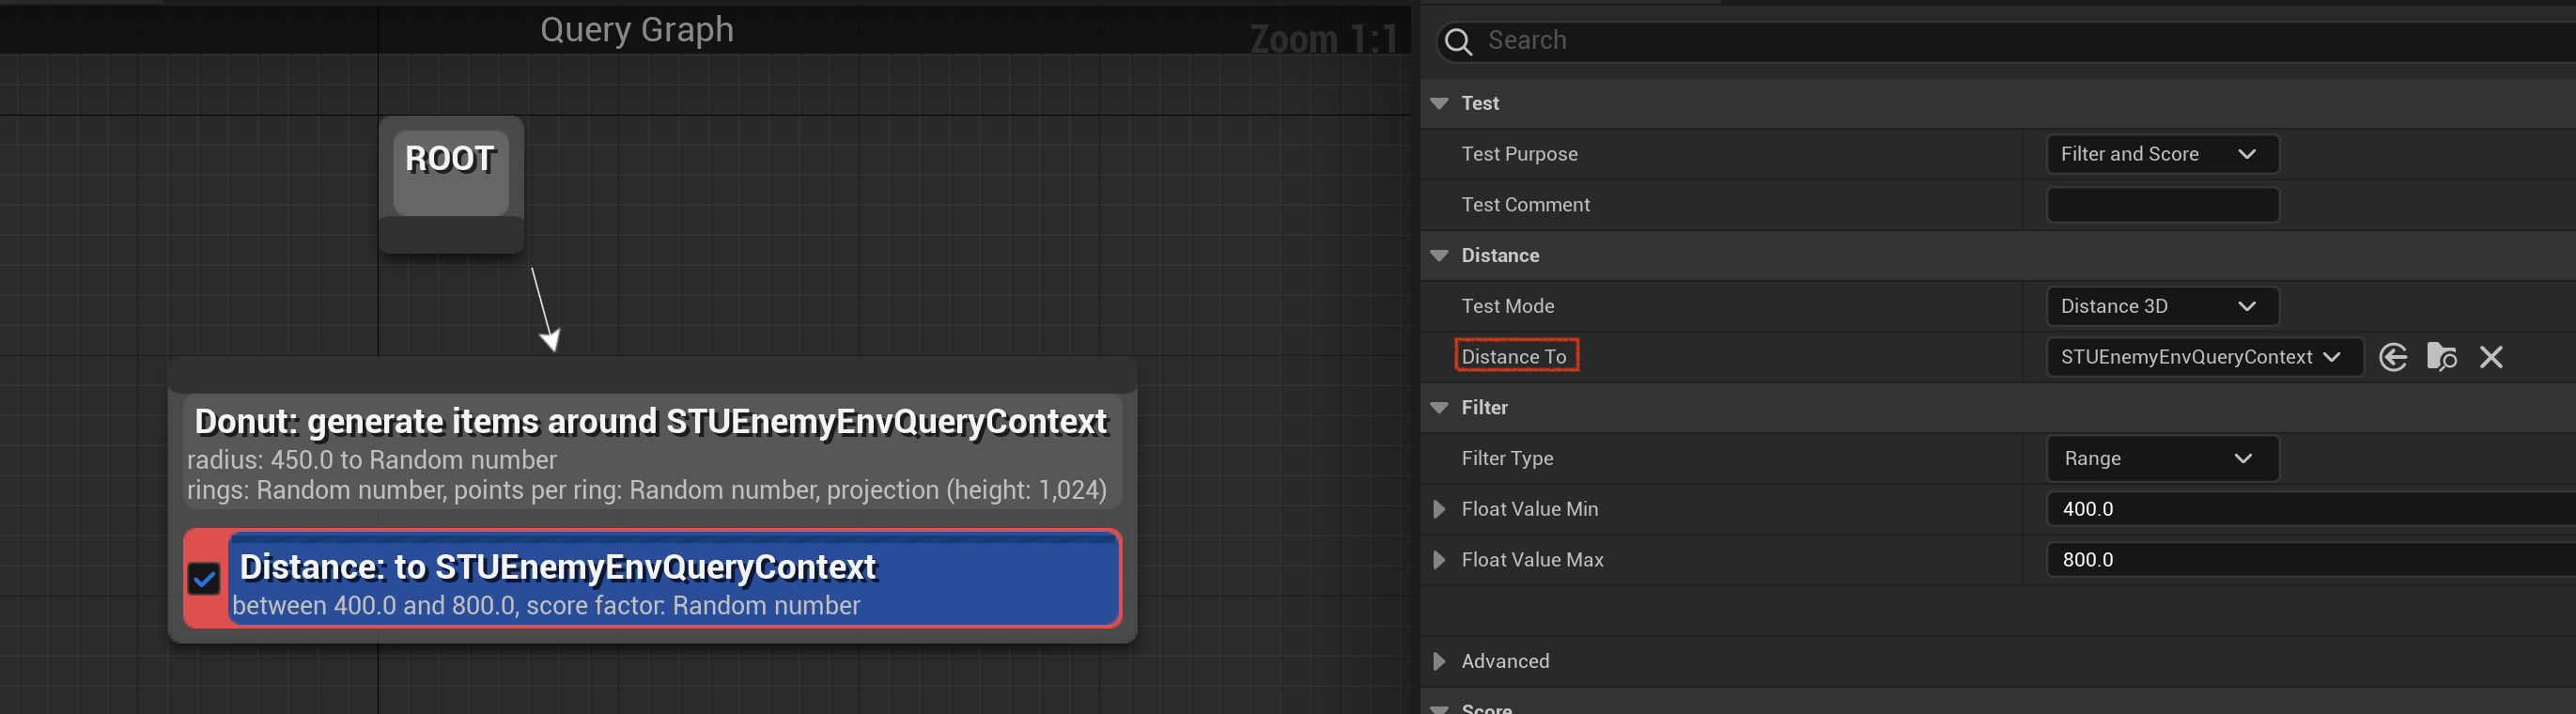 Query Graph
Zoom 1:1
ROOT
Donut: generate items around STUEnemyEnvQueryContext
radius: 450.0 to Random number
rings: Random number, points per ring: Random number, projection (height: 1,024)
Distance: to STUEnemyEnvQueryContext
between 400.0 and 800.0, score factor: Random number
Search
Test
Test Purpose Filter and Score
Test Comment
Distance
Test Mode Distance 3D
Distance To STUEnemyEnvQueryContext
Filter
Filter Type Range
Float Value Min 400.0
Float Value Max 800.0
Advanced
Score